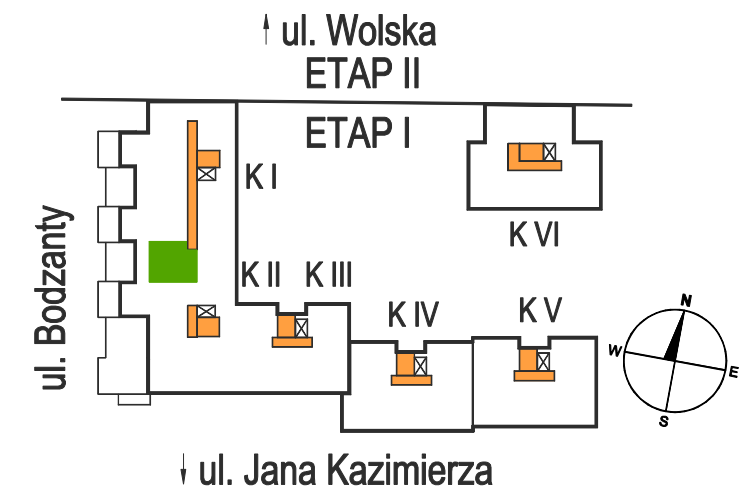 ul. Wolska
ETAP II
ETAP I
K I
K VI
ul. Bodzanty
K II
K III
K IV
K V
N
W
E
S
ul. Jana Kazimierza